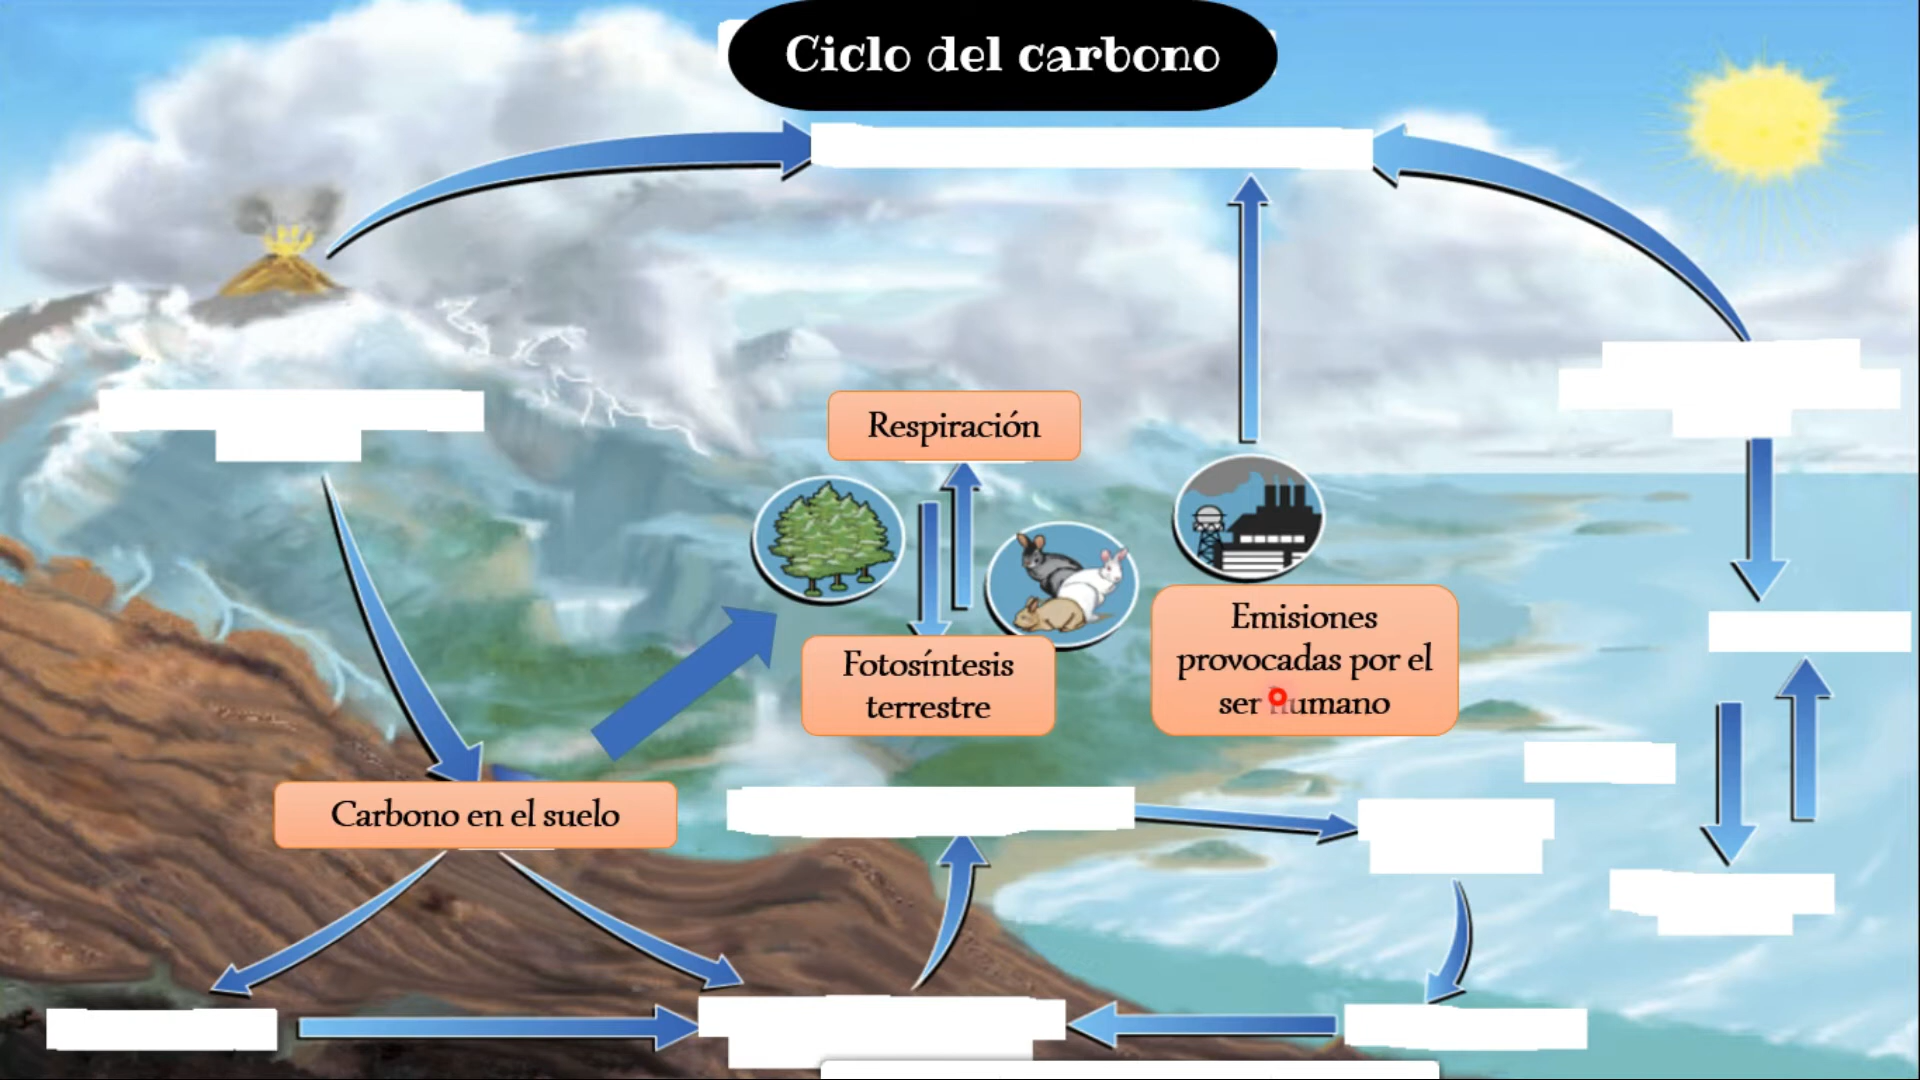 Ciclo del carbono
Respiración
Fotosíntesis
terrestre
Emisiones
provocadas por el
ser humano
Carbono en el suelo